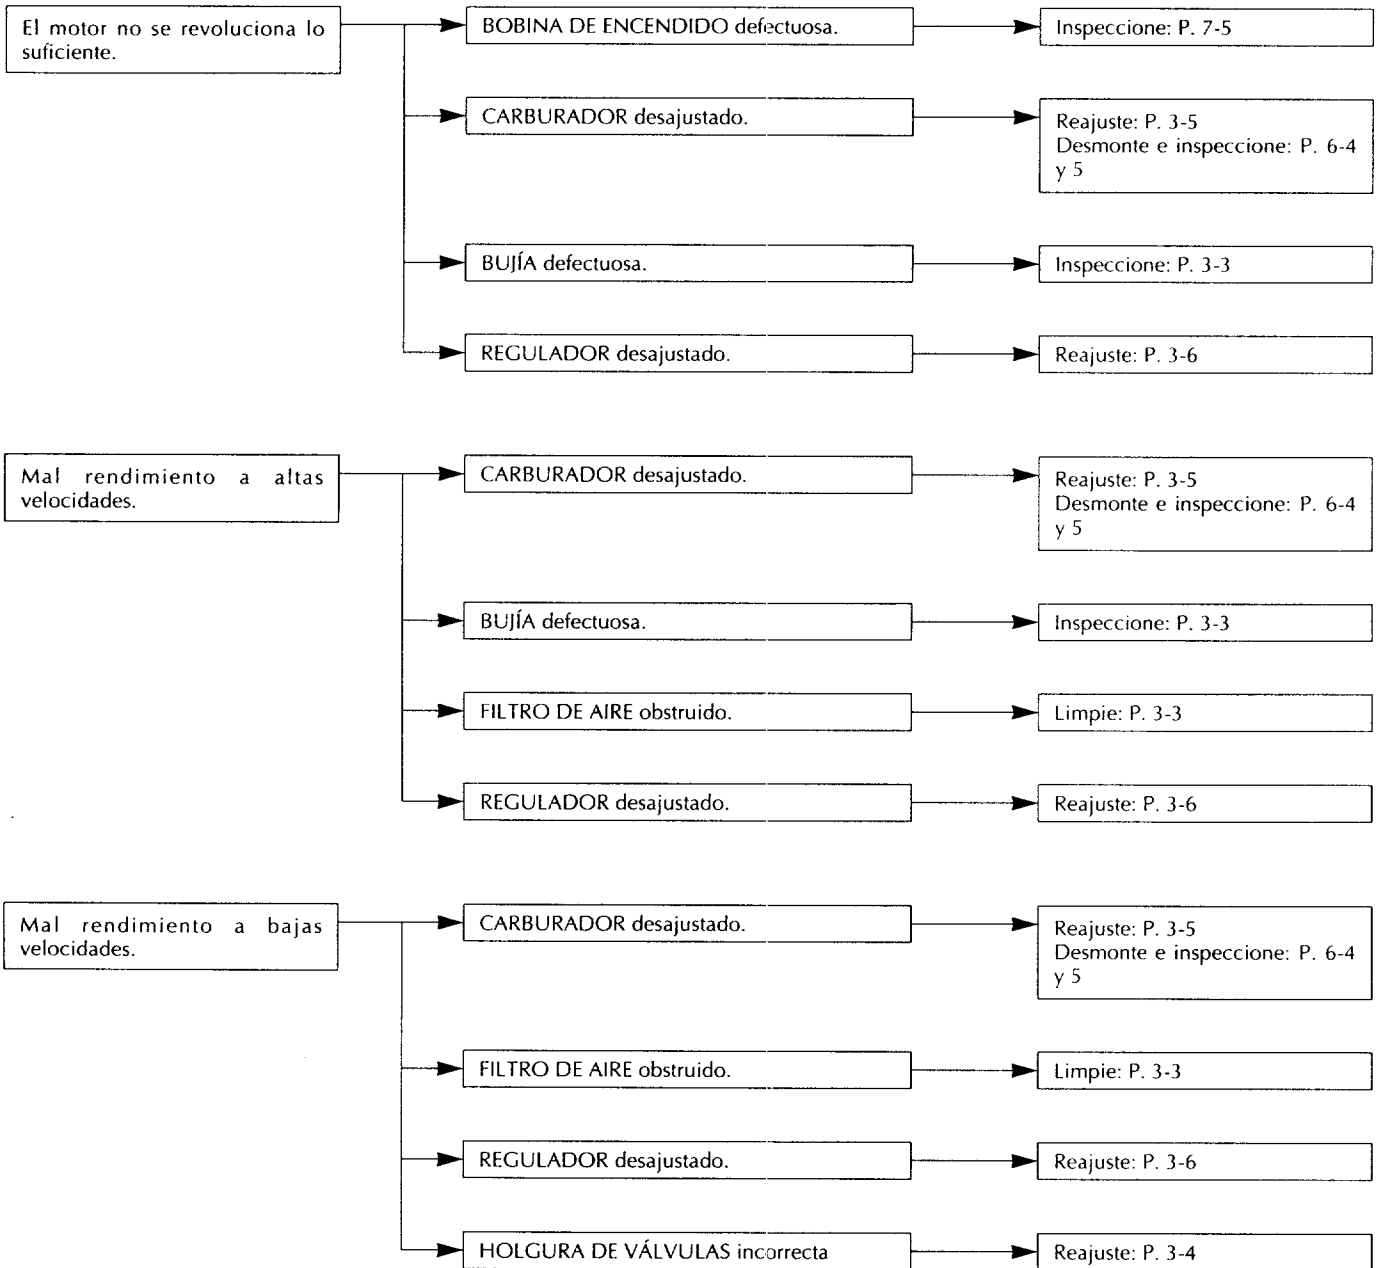 El motor no se revoluciona lo
suficiente.
BOBINA DE ENCENDIDO defectuosa.
Inspeccione: P. 7-5
CARBURADOR desajustado.
Reajuste: P. 3-5
Desmonte e inspeccione: P. 6-4
y 5
BUJÍA defectuosa.
Inspeccione: P. 3-3
REGULADOR desajustado.
Reajuste: P. 3-6
Mal rendimiento a altas
velocidades.
CARBURADOR desajustado.
Reajuste: P. 3-5
Desmonte e inspeccione: P. 6-4
y 5
BUJÍA defectuosa.
Inspeccione: P. 3-3
FILTRO DE AIRE obstruido.
Limpie: P. 3-3
REGULADOR desajustado.
Reajuste: P. 3-6
Mal rendimiento a bajas
velocidades.
CARBURADOR desajustado.
Reajuste: P. 3-5
Desmonte e inspeccione: P. 6-4
y 5
FILTRO DE AIRE obstruido.
Limpie: P. 3-3
REGULADOR desajustado.
Reajuste: P. 3-6
HOLGURA DE VÁLVULAS incorrecta
Reajuste: P. 3-4